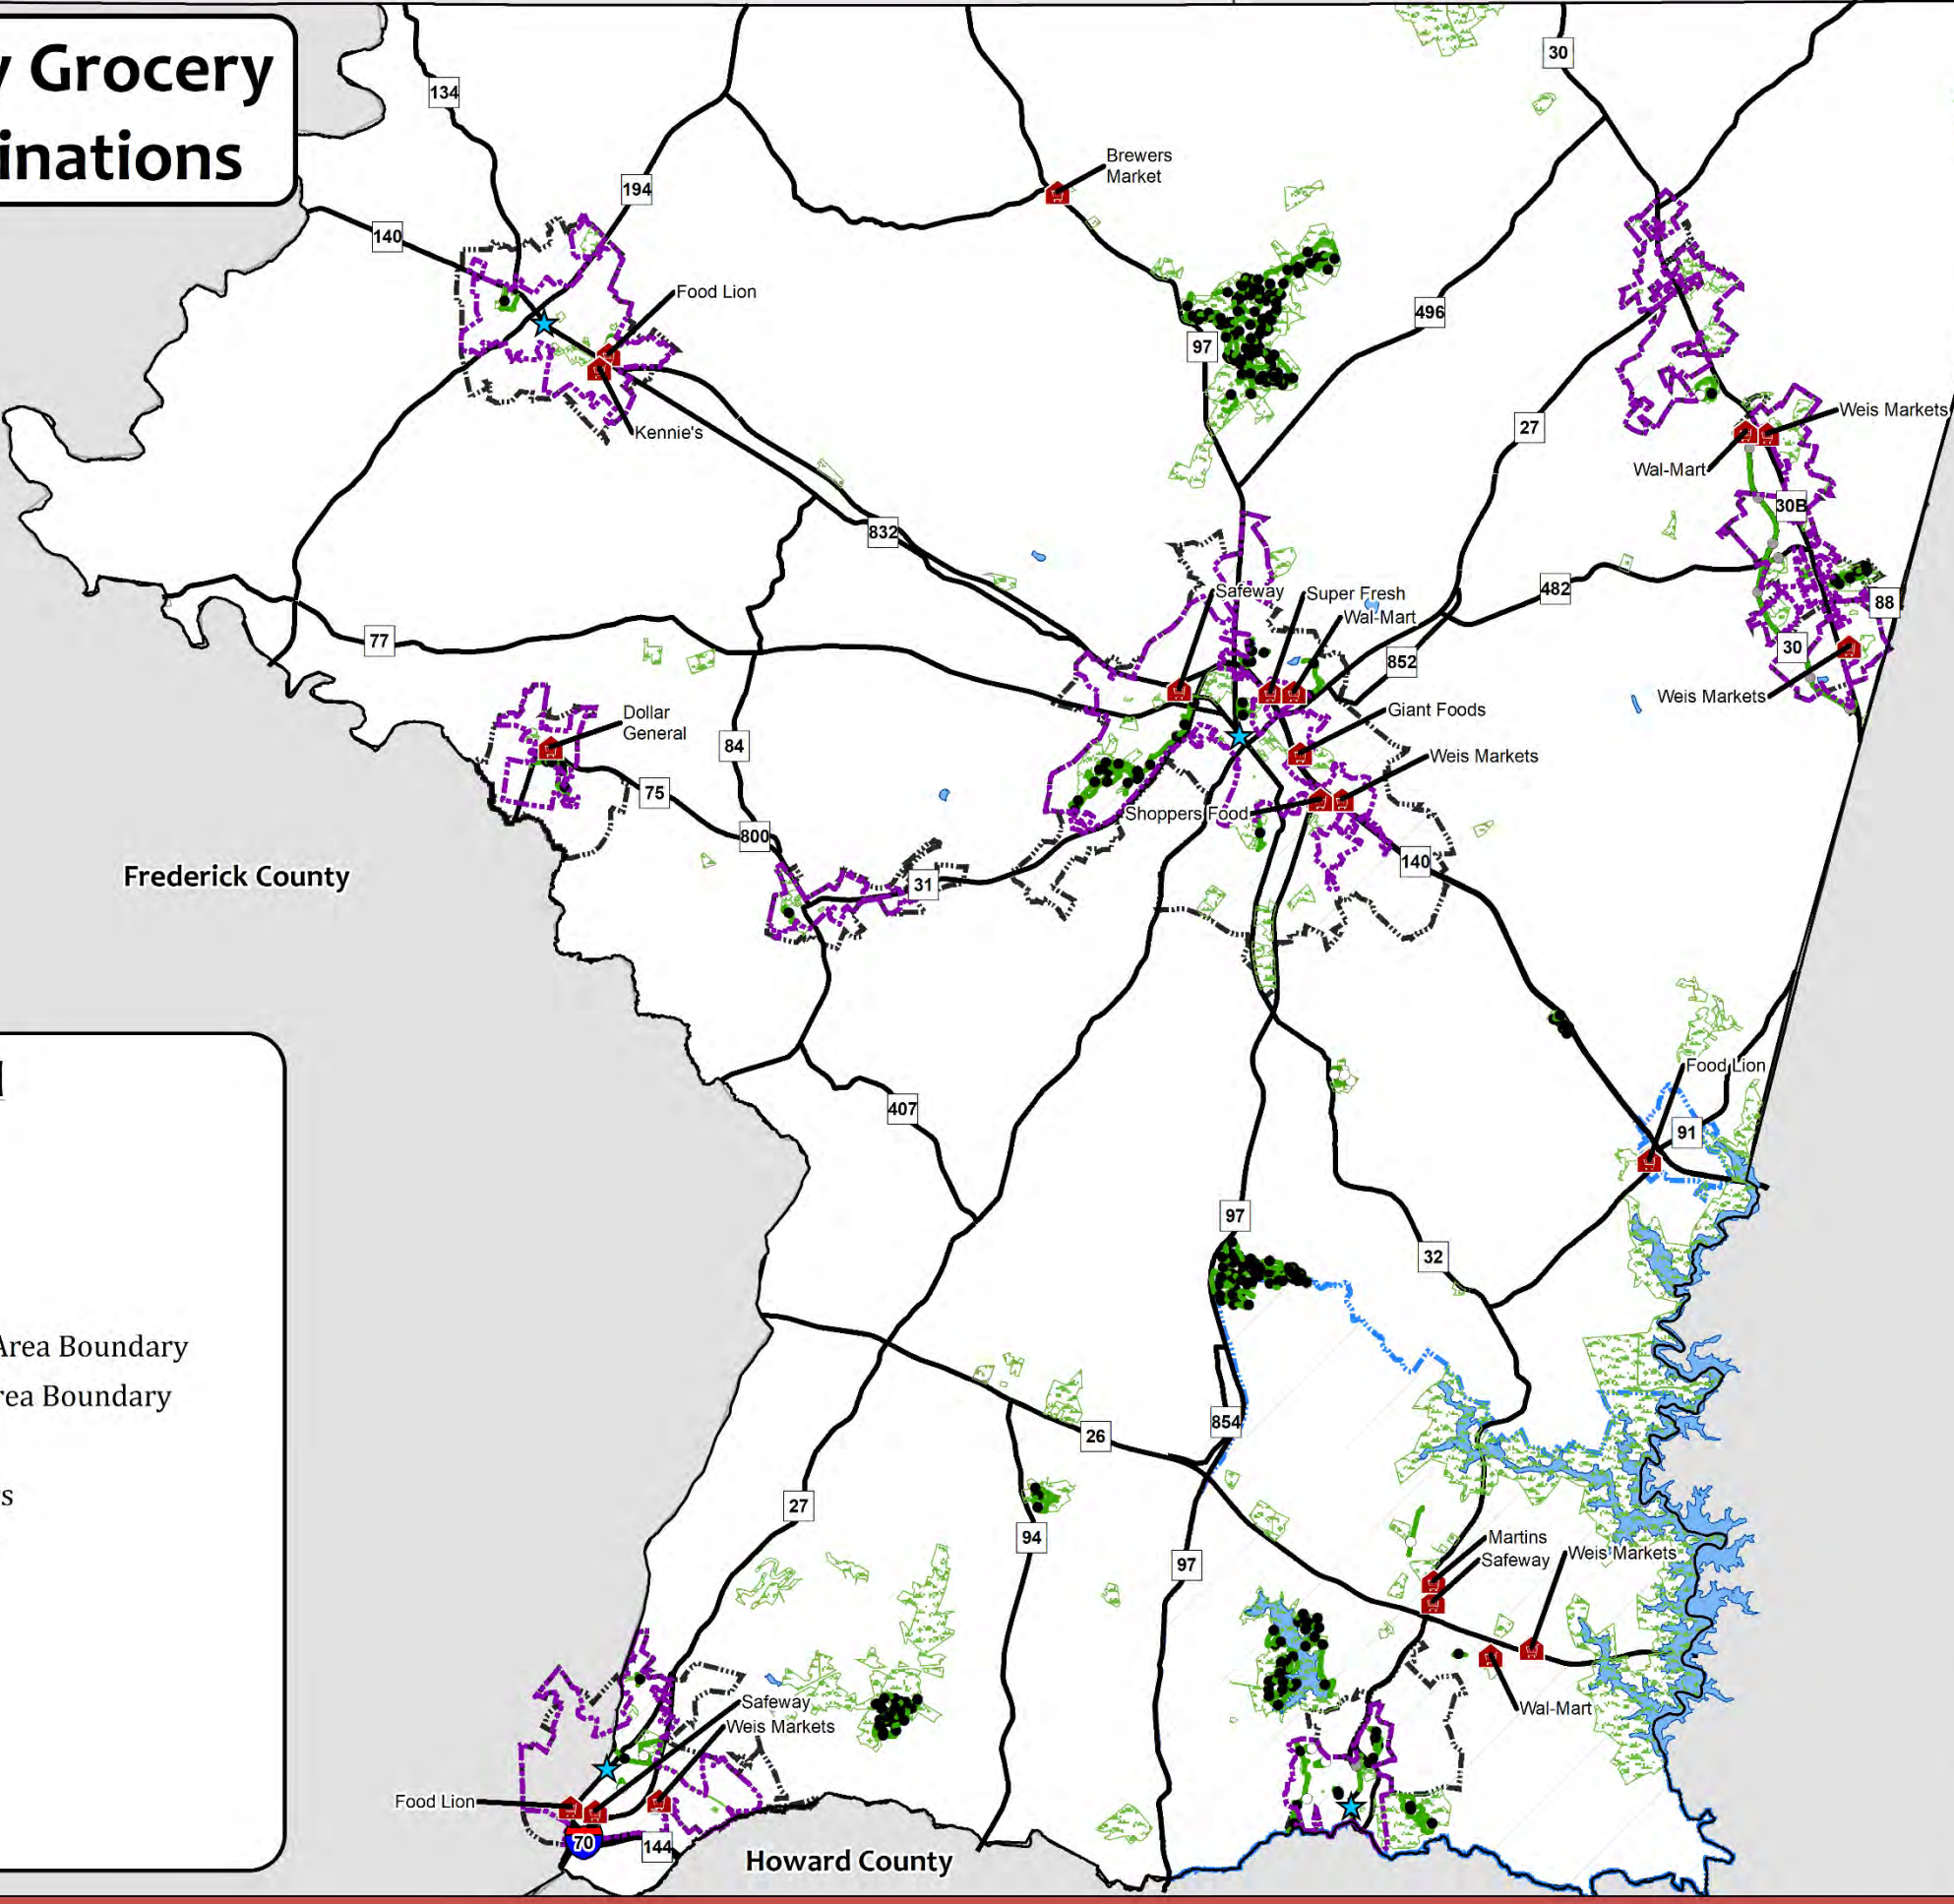 y Grocery
inations
30
134
Brewers
Market
194
140
Food Lion
496
97
Weis Markets
27
Kennie's
Wal-Mart
30B
832
482
Safeway
Super Fresh
88
Wal-Mart
77
30
852
Weis Markets
Dollar
General
Giant Foods
84
Weis Markets
75
Shoppers Food
800
140
Frederick County
31
Food Lion
407
91
97
32
Area Boundary
rea Boundary
854
26
s
27
94
Martins
Weis Markets
Safeway
97
Safeway
Wal-Mart
Weis Markets
Food Lion
70
144
Howard County